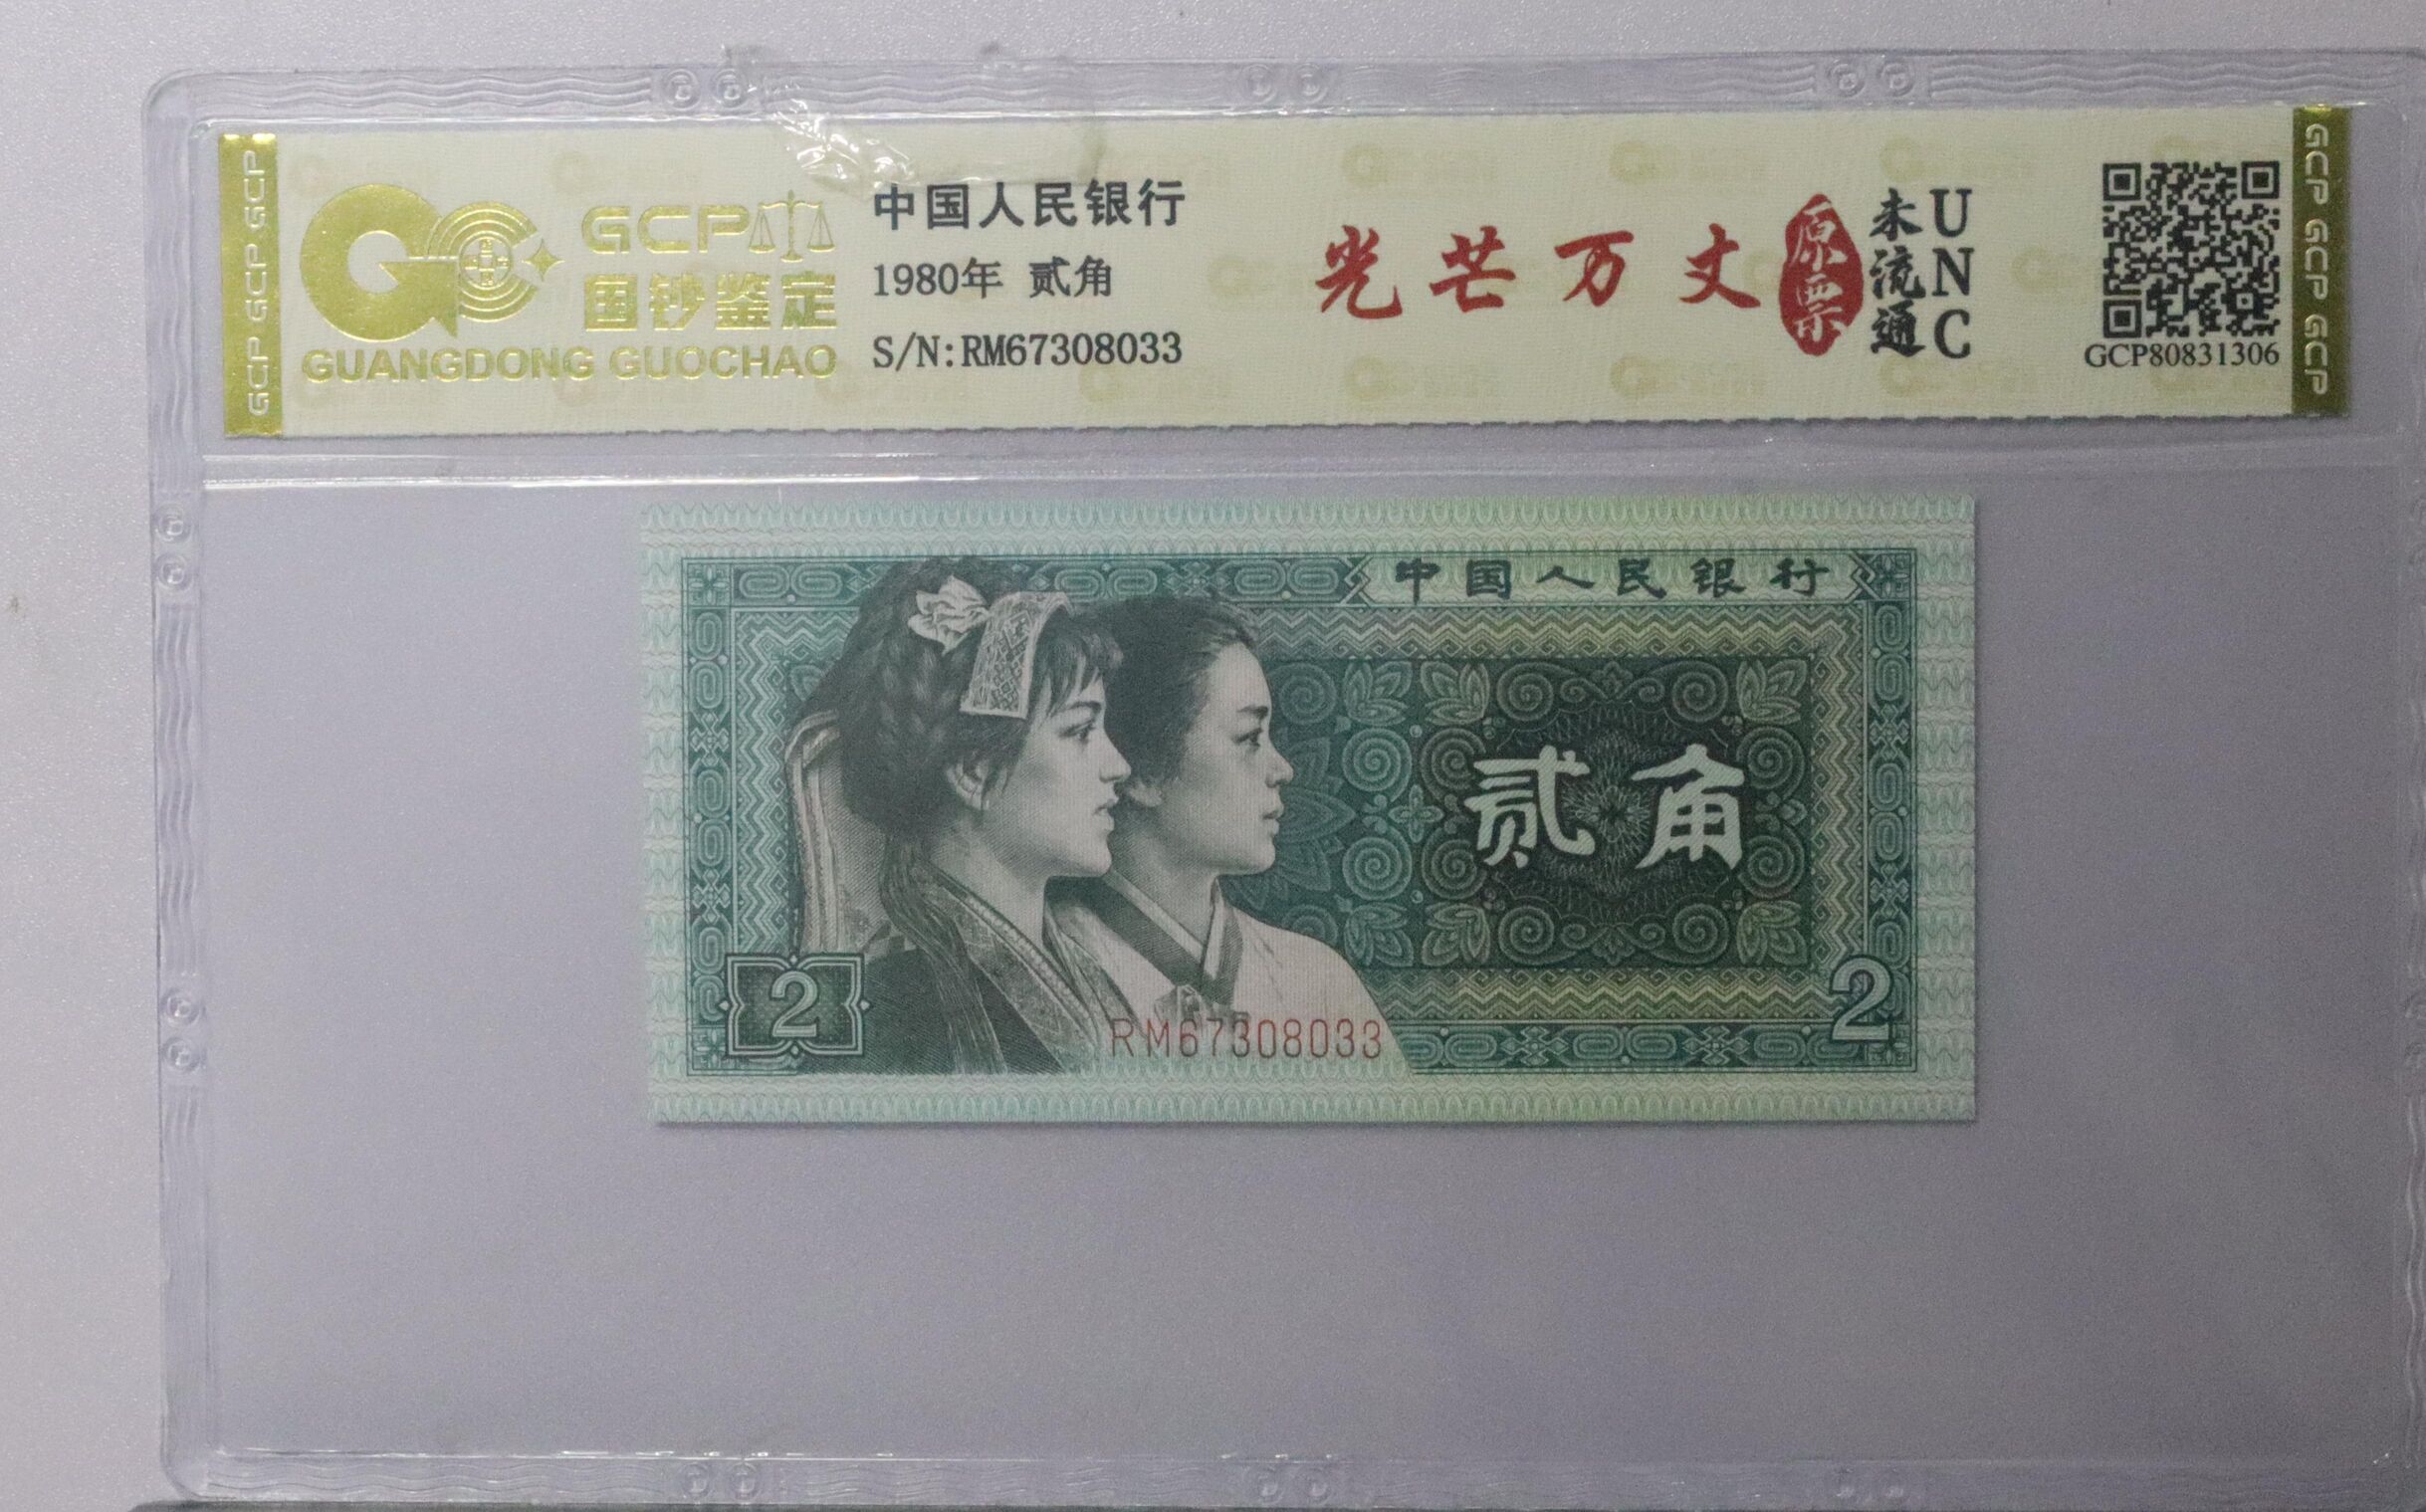 GCP GCP GCP
GCP
国钞鉴定
GUANGDONG GUOCHAO
中国人民银行
1980年 贰角
S/N:RM67308033
光芒万丈
原票
未流通
UNC
GCP80831306
GCP GCP GCP
中国人民银行
贰角
2
RM67308033
2